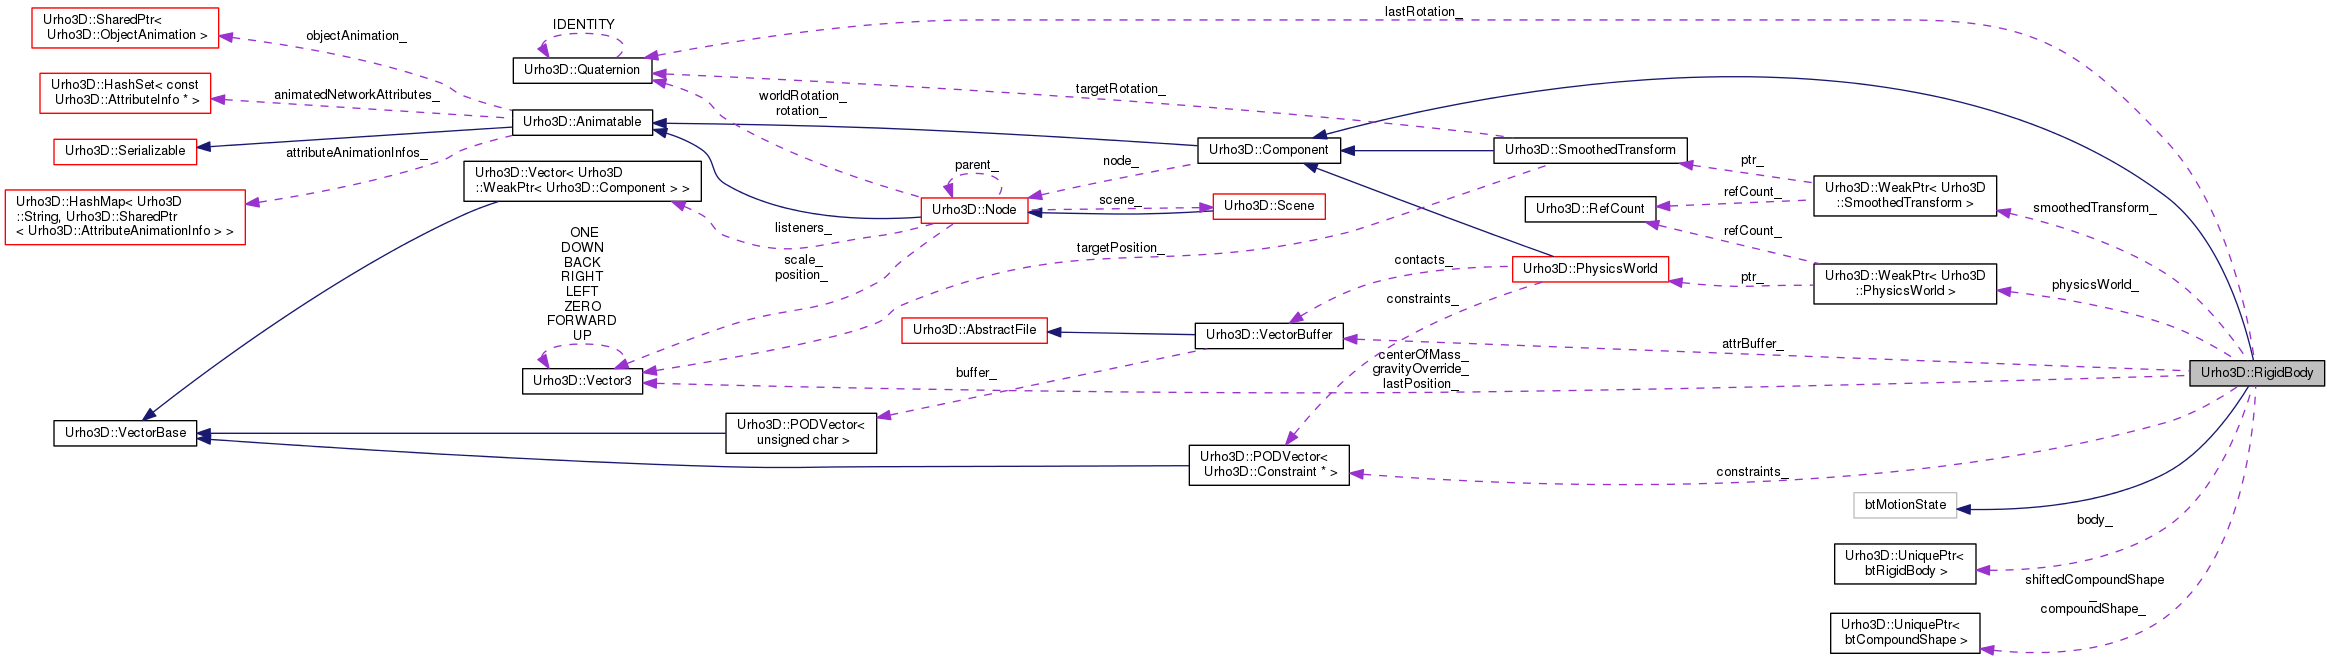 Urho3D::SharedPtr<
Urho3D::ObjectAnimation >
objectAnimation_
IDENTITY
Urho3D::Quaternion
lastRotation_
Urho3D::HashSet< const
Urho3D::AttributeInfo * >
animatedNetworkAttributes_
Urho3D::Animatable
worldRotation_
rotation_
targetRotation_
Urho3D::Serializable
attributeAnimationInfos_
Urho3D::HashMap< Urho3D
::String, Urho3D::SharedPtr
< Urho3D::AttributeAnimationInfo > >
Urho3D::Vector< Urho3D
::WeakPtr< Urho3D::Component > >
parent_
Urho3D::Node
node_
Urho3D::Component
Urho3D::SmoothedTransform
ptr_
Urho3D::WeakPtr< Urho3D
::SmoothedTransform >
smoothedTransform_
scene_
Urho3D::Scene
Urho3D::RefCount
refCount_
refCount_
listeners_
scale_
position_
targetPosition_
ONE
DOWN
BACK
RIGHT
LEFT
ZERO
FORWARD
UP
Urho3D::Vector3
contacts_
constraints_
Urho3D::PhysicsWorld
ptr_
Urho3D::WeakPtr< Urho3D
::PhysicsWorld >
physicsWorld_
Urho3D::AbstractFile
Urho3D::VectorBuffer
attrBuffer_
buffer_
centerOfMass_
gravityOverride_
lastPosition_
Urho3D::RigidBody
Urho3D::VectorBase
Urho3D::PODVector<
unsigned char >
Urho3D::PODVector<
Urho3D::Constraint * >
constraints_
btMotionState
body_
Urho3D::UniquePtr<
btRigidBody >
shiftedCompoundShape
_
compoundShape_
Urho3D::UniquePtr<
btCompoundShape >